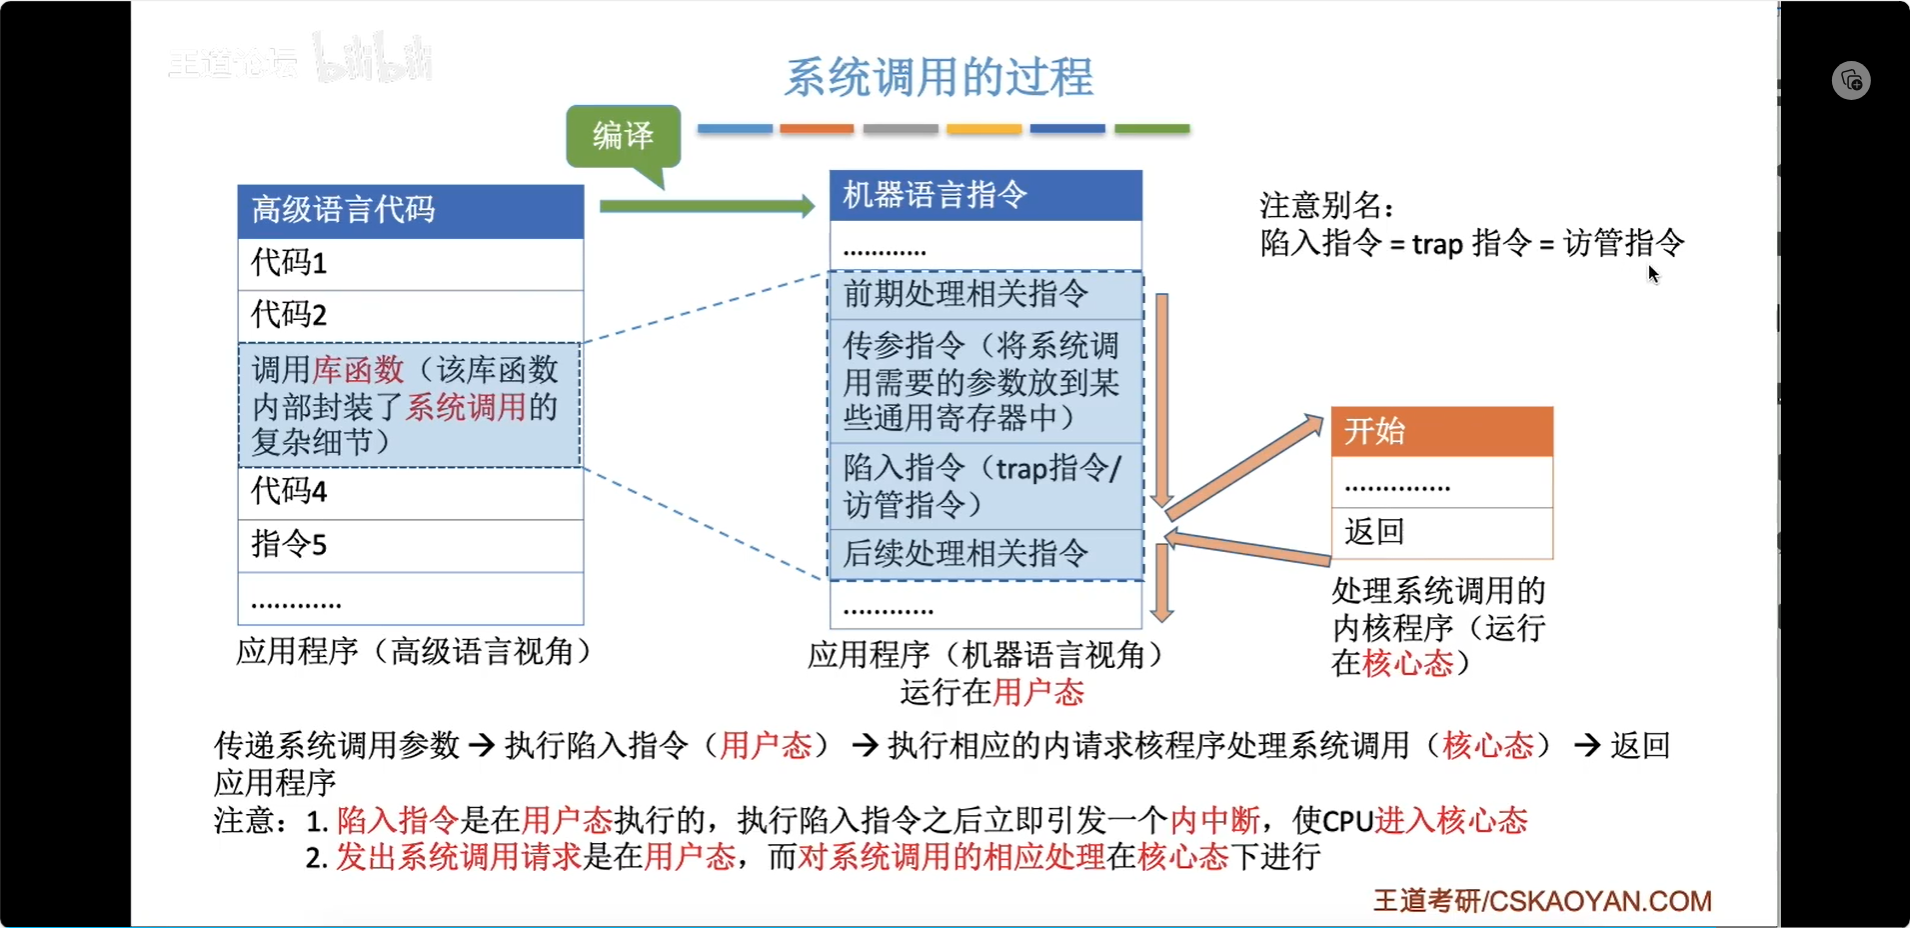 王道论坛 bilibili
系统调用的过程
编译
高级语言代码
代码1
代码2
调用库函数（该库函数
内部封装了系统调用的
复杂细节）
代码4
指令5
…………
应用程序（高级语言视角）
机器语言指令
…………
前期处理相关指令
传参指令（将系统调
用需要的参数放到某
些通用寄存器中）
陷入指令（trap指令/
访管指令）
后续处理相关指令
…………
应用程序（机器语言视角）
运行在用户态
注意别名：
陷入指令 = trap 指令 = 访管指令
开始
…………..
返回
处理系统调用的
内核程序（运行
在核心态）
传递系统调用参数 → 执行陷入指令（用户态） → 执行相应的内请求核程序处理系统调用（核心态） → 返回
应用程序
注意：1. 陷入指令是在用户态执行的，执行陷入指令之后立即引发一个内中断，使CPU进入核心态
2. 发出系统调用请求是在用户态，而对系统调用的相应处理在核心态下进行
王道考研/CSKAOYAN.COM